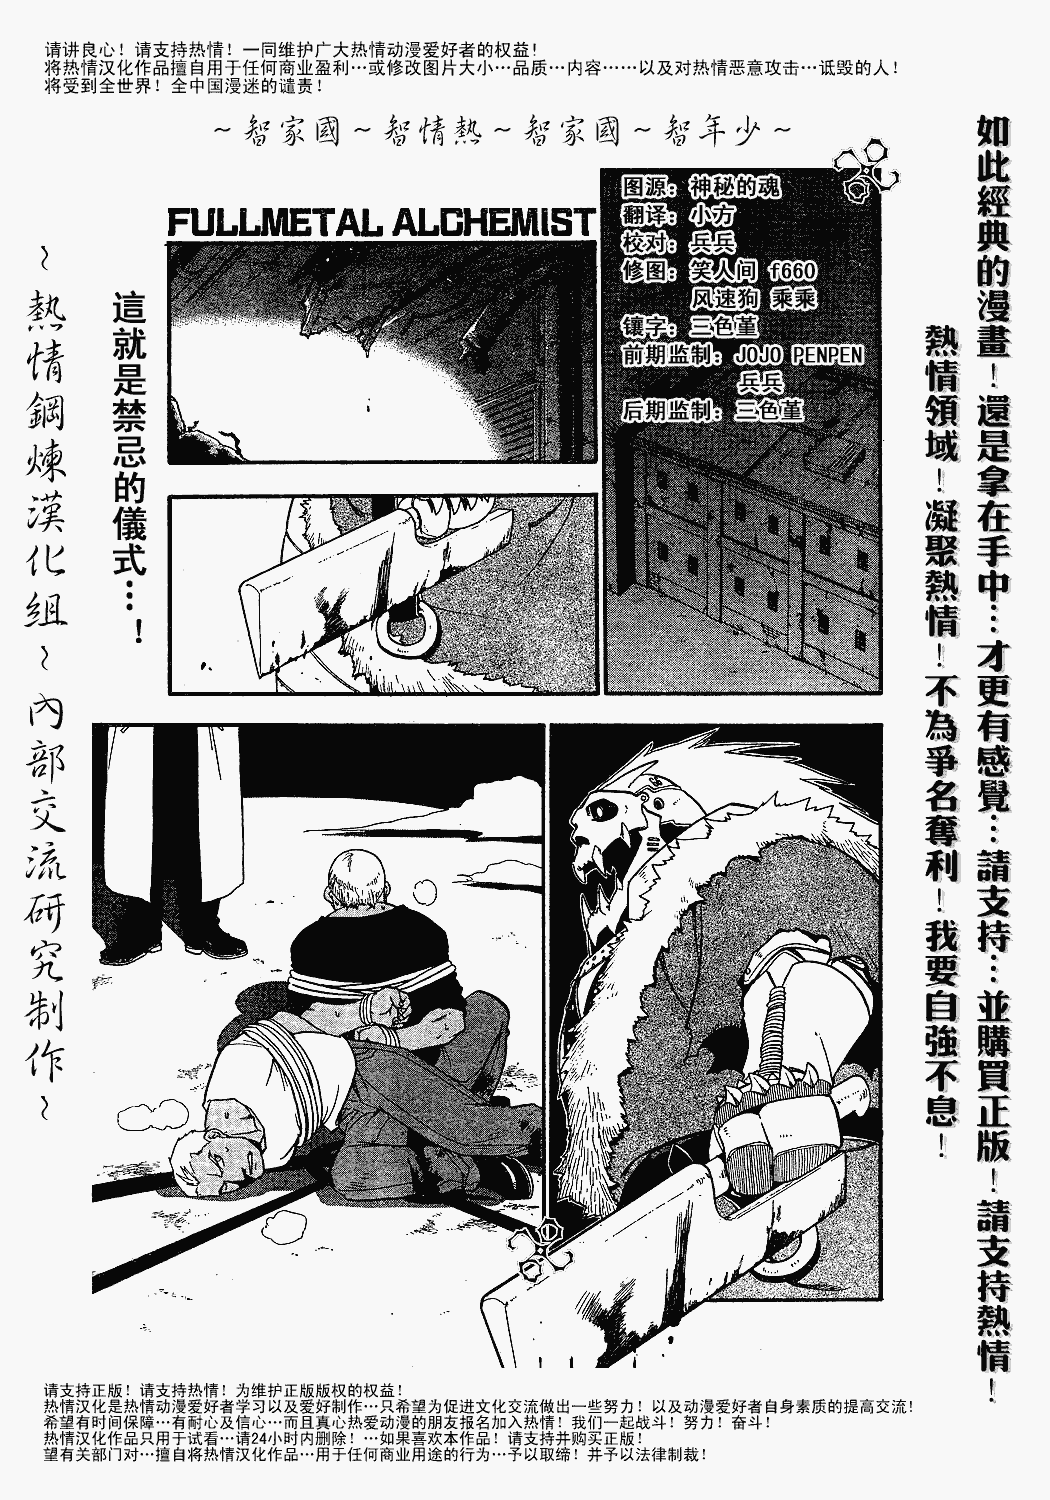 请讲良心！请支持热情！一同维护广大热情动漫爱好者的权益！
将热情汉化作品擅自用于任何商业盈利…或修改图片大小…品质…内容……以及对热情恶意攻击…诋毁的人！
将受到全世界！全中国漫迷的谴责！
～智家國～智情熱～智家國～智年少～
如此經典的漫畫！還是拿在手中…才更有感覺…請支持…並購買正版！請支持熱情！
熱情領域！凝聚熱情！不為爭名奪利！我要自強不息！
图源：神秘的魂
翻译：小方
校对：兵兵
修图：笑人间 f660
风速狗 乘乘
镶字：三色堇
前期监制：JOJO PENPEN
兵兵
后期监制：三色堇
FULLMETAL ALCHEMIST
這就是禁忌的儀式…！
～熱情鋼煉漢化組～內部交流研究制作～
请支持正版！请支持热情！为维护正版版权的权益！
热情汉化是热情动漫爱好者学习以及爱好制作…只希望为促进文化交流做出一些努力！以及动漫爱好者自身素质的提高交流！
希望有时间保障…有耐心及信心…而且真心热爱动漫的朋友报名加入热情！我们一起战斗！努力！奋斗！
热情汉化作品只用于试看…请24小时内删除！…如果喜欢本作品！请支持并购买正版！
望有关部门对…擅自将热情汉化作品…用于任何商业用途的行为…予以取缔！并予以法律制裁！